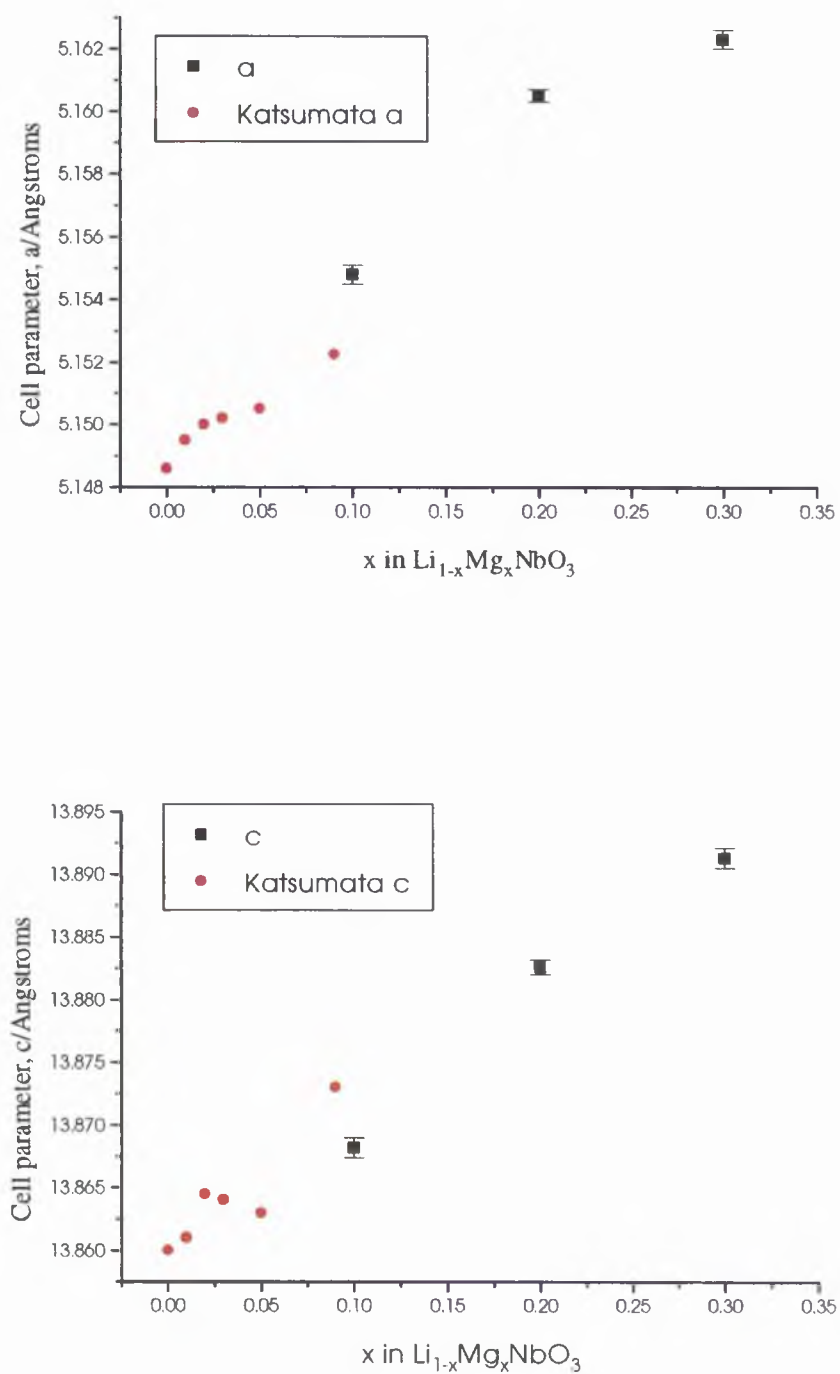 5.162
5.160
5.158
5.156
5.154
5.152
5.150
5.148
Cell parameter, a/Angstroms
a
Katsumata a
0.00 0.05 0.10 0.15 0.20 0.25 0.30 0.35
x in Li₁₋ₓMgₓNbO₃
13.895
13.890
13.885
13.880
13.875
13.870
13.865
13.860
Cell parameter, c/Angstroms
c
Katsumata c
0.00 0.05 0.10 0.15 0.20 0.25 0.30 0.35
x in Li₁₋ₓMgₓNbO₃